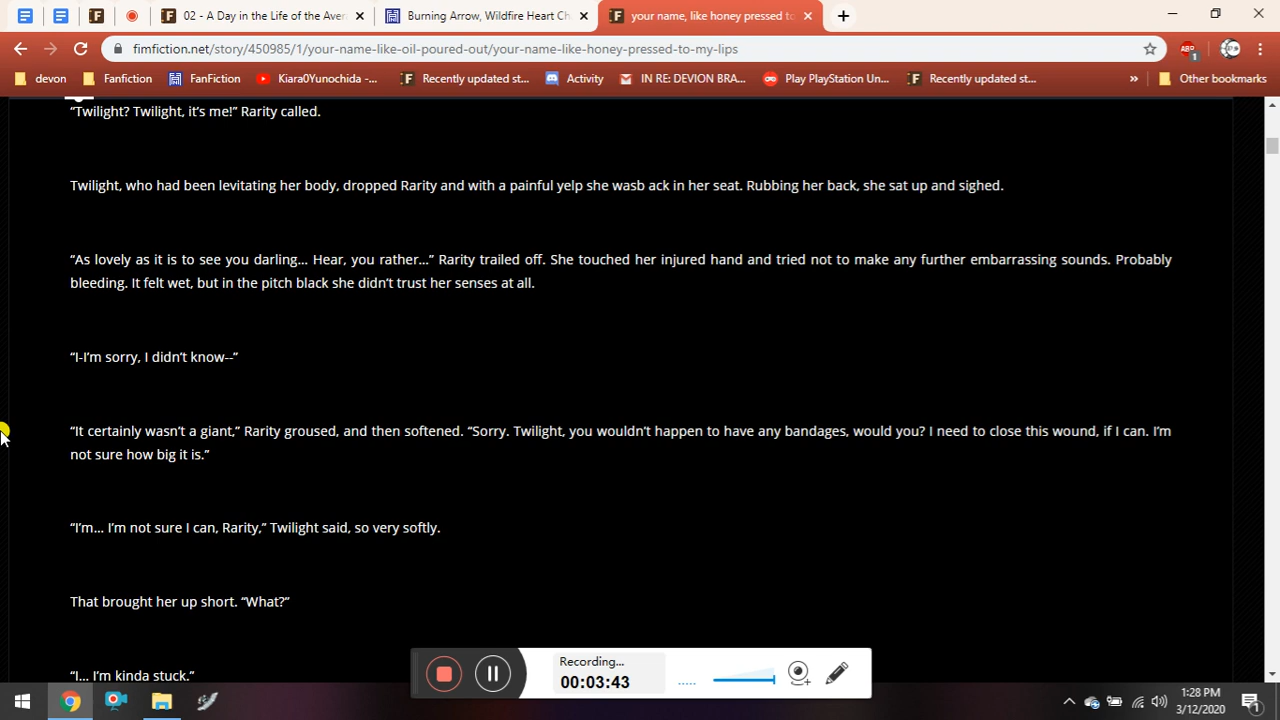 02 - A Day in the Life of the Aver
Burning Arrow, Wildfire Heart Ch
your name, like honey pressed to
fimfiction.net/story/450985/1/your-name-like-oil-poured-out/your-name-like-honey-pressed-to-my-lips
ABP
1
devon
Fanfiction
FanFiction
Kiara0Yunochida -...
Recently updated st...
Activity
IN RE: DEVION BRA...
Play PlayStation Un...
Recently updated st...
»
Other bookmarks
“Twilight? Twilight, it’s me!” Rarity called.
Twilight, who had been levitating her body, dropped Rarity and with a painful yelp she wasb ack in her seat. Rubbing her back, she sat up and sighed.
“As lovely as it is to see you darling... Hear, you rather...” Rarity trailed off. She touched her injured hand and tried not to make any further embarrassing sounds. Probably
bleeding. It felt wet, but in the pitch black she didn’t trust her senses at all.
“I-I’m sorry, I didn’t know--”
“It certainly wasn’t a giant,” Rarity groused, and then softened. “Sorry. Twilight, you wouldn’t happen to have any bandages, would you? I need to close this wound, if I can. I’m
not sure how big it is.”
“I’m... I’m not sure I can, Rarity,” Twilight said, so very softly.
That brought her up short. “What?”
“I... I’m kinda stuck.”
Recording...
00:03:43
1:28 PM
3/12/2020
1